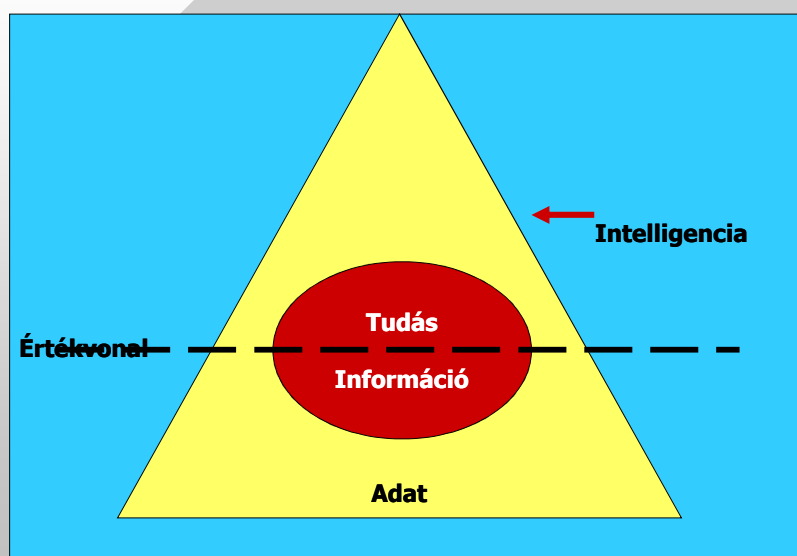 Intelligencia
Tudás
Értékvonal
Információ
Adat